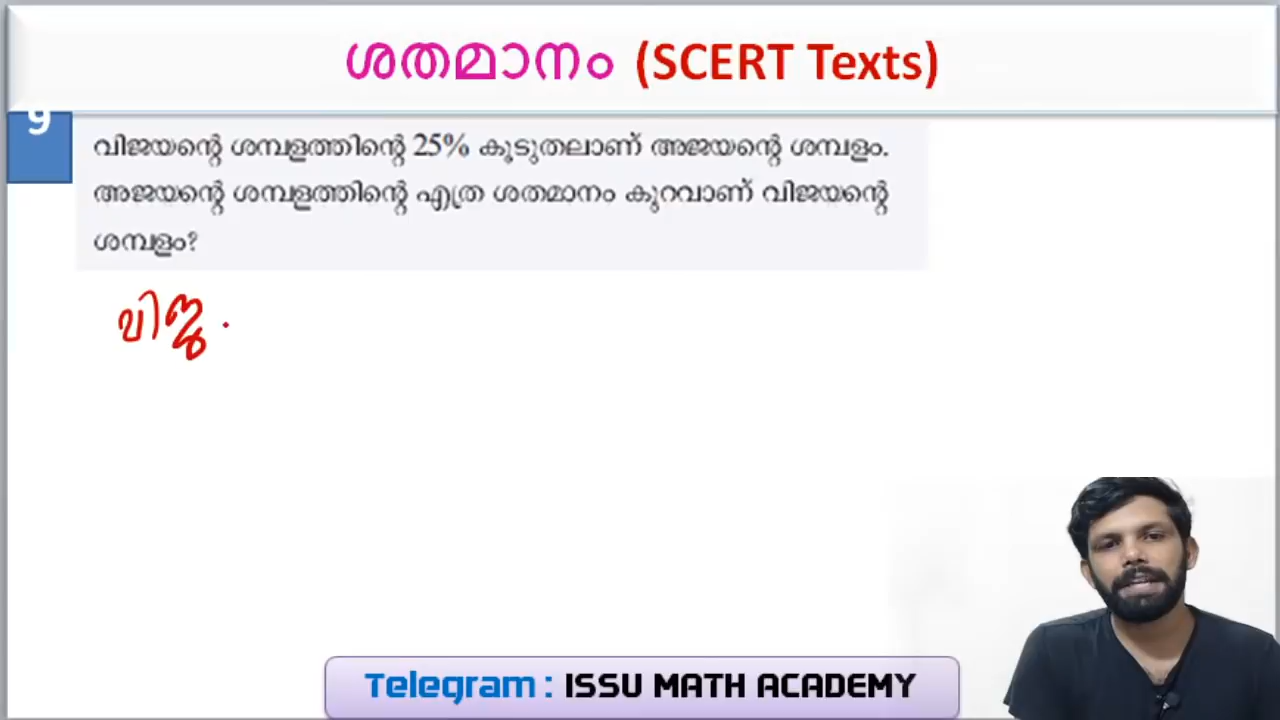 ശതമാനം (SCERT Texts)
9
വിജയന്റെ ശമ്പളത്തിന്റെ 25% കൂടുതലാണ് അജയന്റെ ശമ്പളം.
അജയന്റെ ശമ്പളത്തിന്റെ എത്ര ശതമാനം കുറവാണ് വിജയന്റെ
ശമ്പളം?
Telegram : ISSU MATH ACADEMY